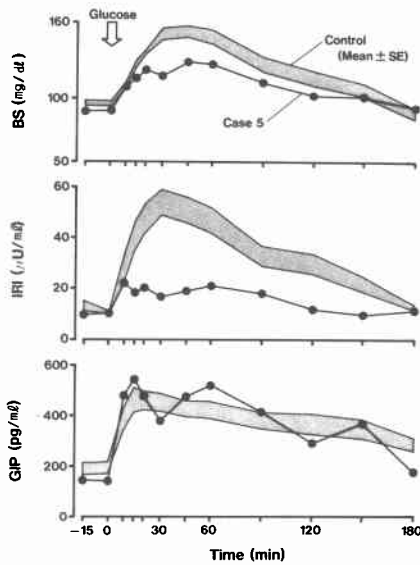 Glucose
160
100
50
BS (mg/dl)
Control
(Mean ± SE)
Case 5
60
40
20
0
IRI (μU/ml)
600
400
200
0
GIP (pg/ml)
-15 0 30 60 120 180
Time (min)